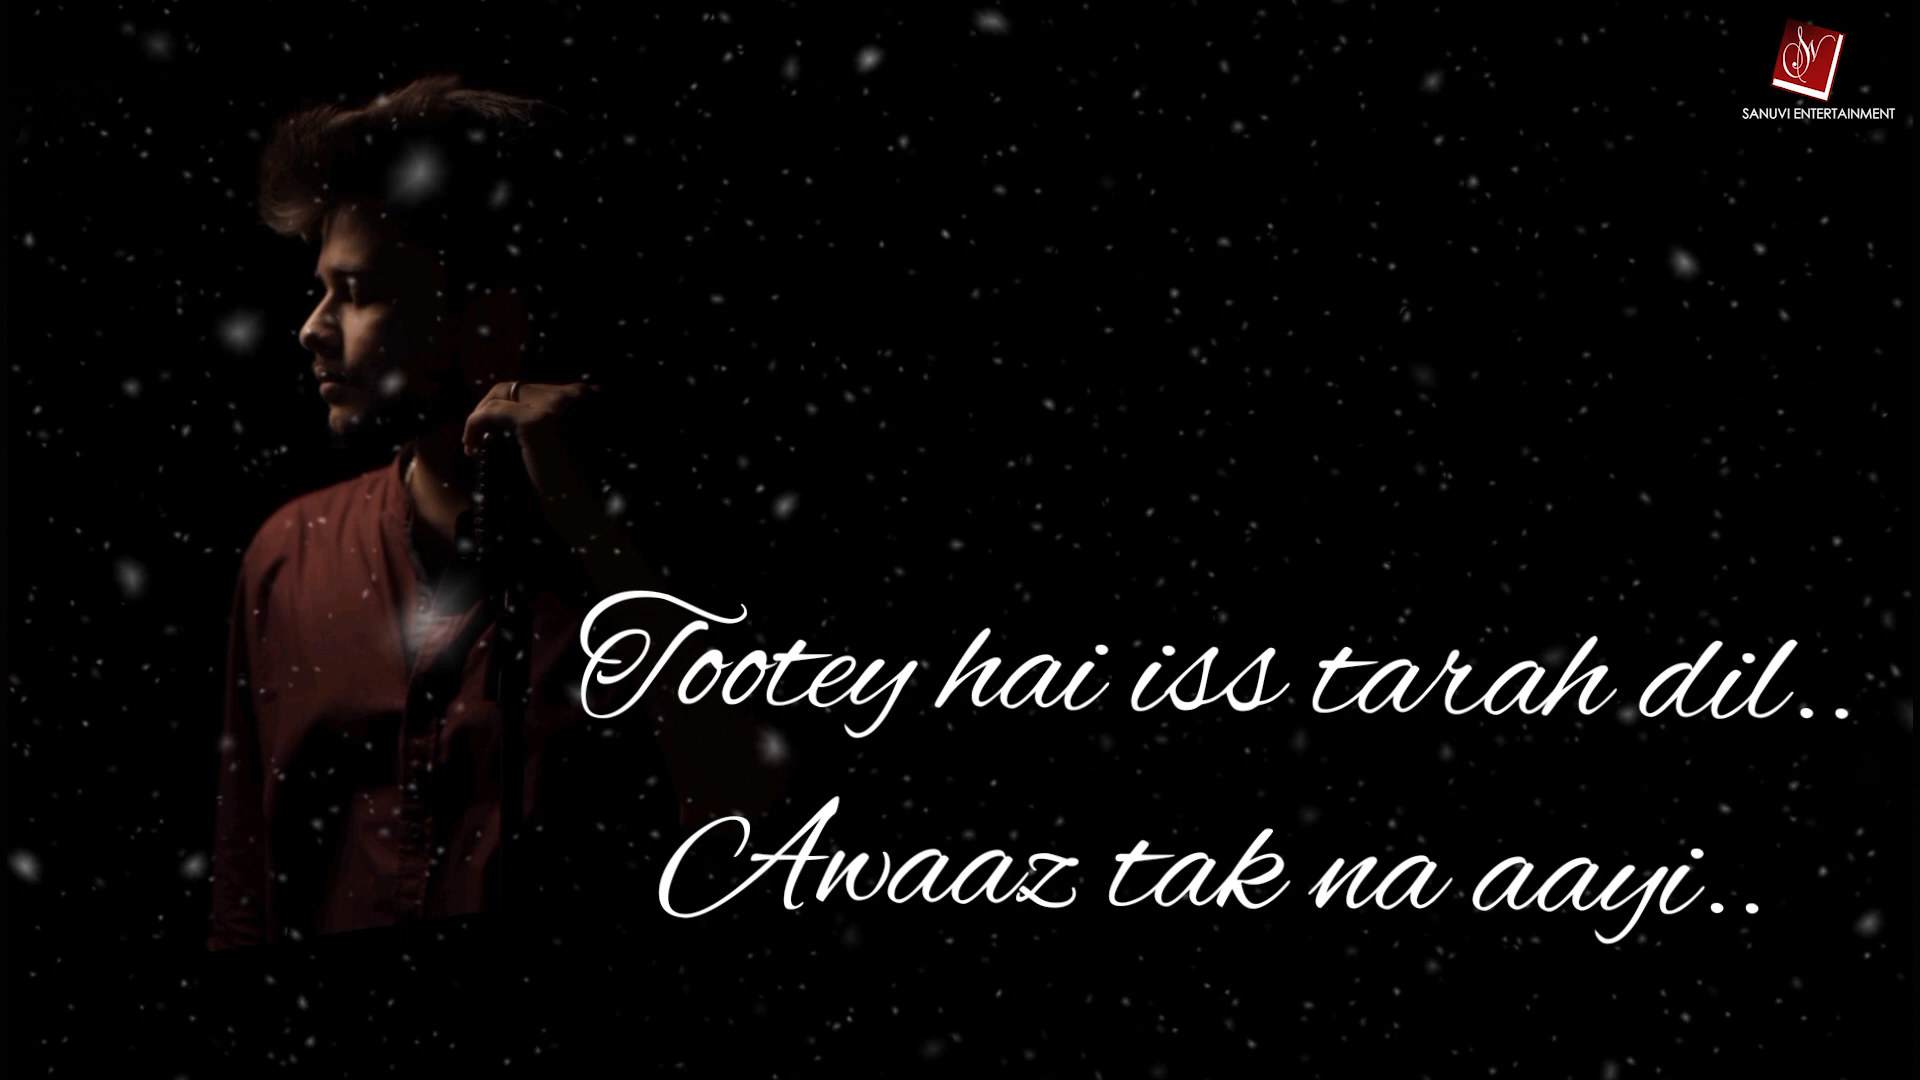 SANUVI ENTERTAINMENT
Tootey hai iss tarah dil..
Awaaz tak na aayi..